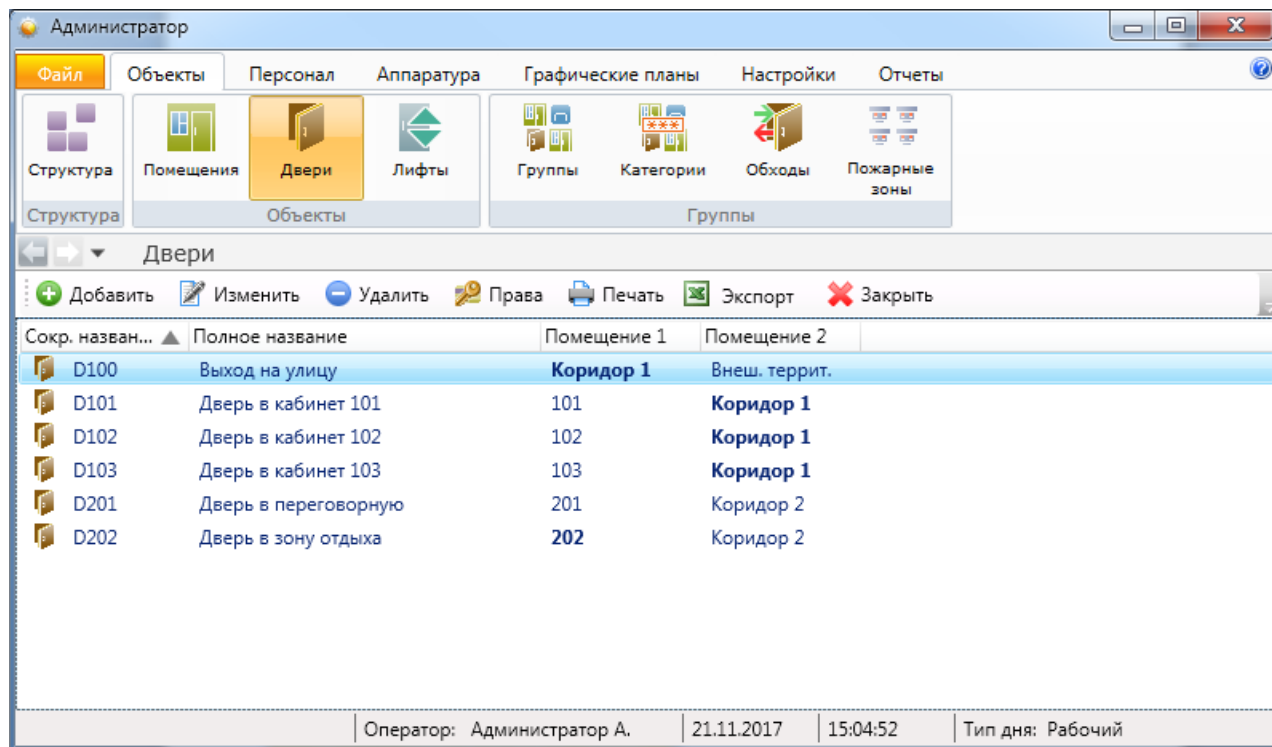 Администратор
Файл Объекты Персонал Аппаратура Графические планы Настройки Отчеты
Структура Помещения Двери Лифты Группы Категории Обходы Пожарные зоны
Структура Объекты Группы
Двери
Добавить Изменить Удалить Права Печать Экспорт Закрыть
Сокр. назван... Полное название Помещение 1 Помещение 2
D100 Выход на улицу Коридор 1 Внеш. террит.
D101 Дверь в кабинет 101 101 Коридор 1
D102 Дверь в кабинет 102 102 Коридор 1
D103 Дверь в кабинет 103 103 Коридор 1
D201 Дверь в переговорную 201 Коридор 2
D202 Дверь в зону отдыха 202 Коридор 2
Оператор: Администратор А. 21.11.2017 15:04:52 Тип дня: Рабочий